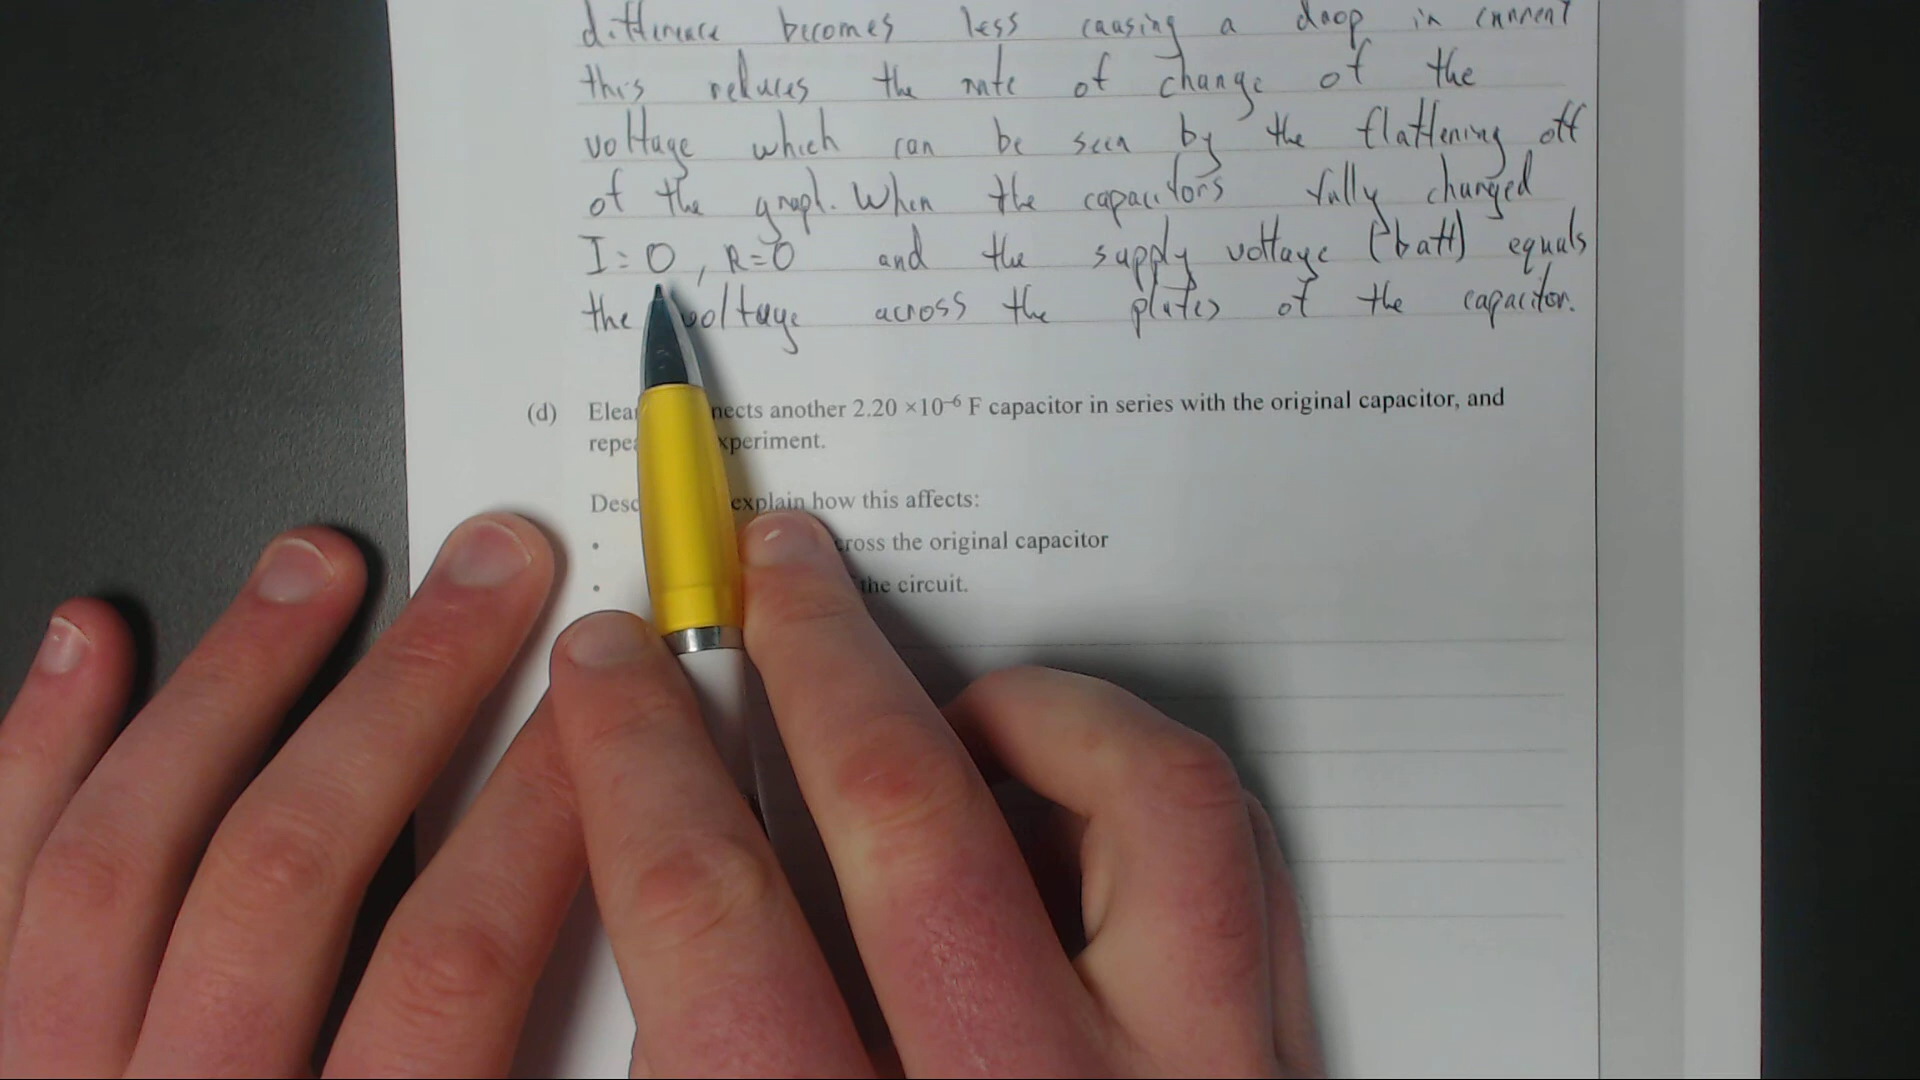 difference becomes less causing a drop in current
this reduces the rate of change of the
voltage which can be seen by the flattening off
of the graph. When the capacitors fully charged
I=0, R=0 and the supply voltage (batt) equals
the voltage across the plates of the capacitor.
(d) Elea nects another 2.20 ×10⁻⁶ F capacitor in series with the original capacitor, and
repea xperiment.
Desc explain how this affects:
• cross the original capacitor
• the circuit.